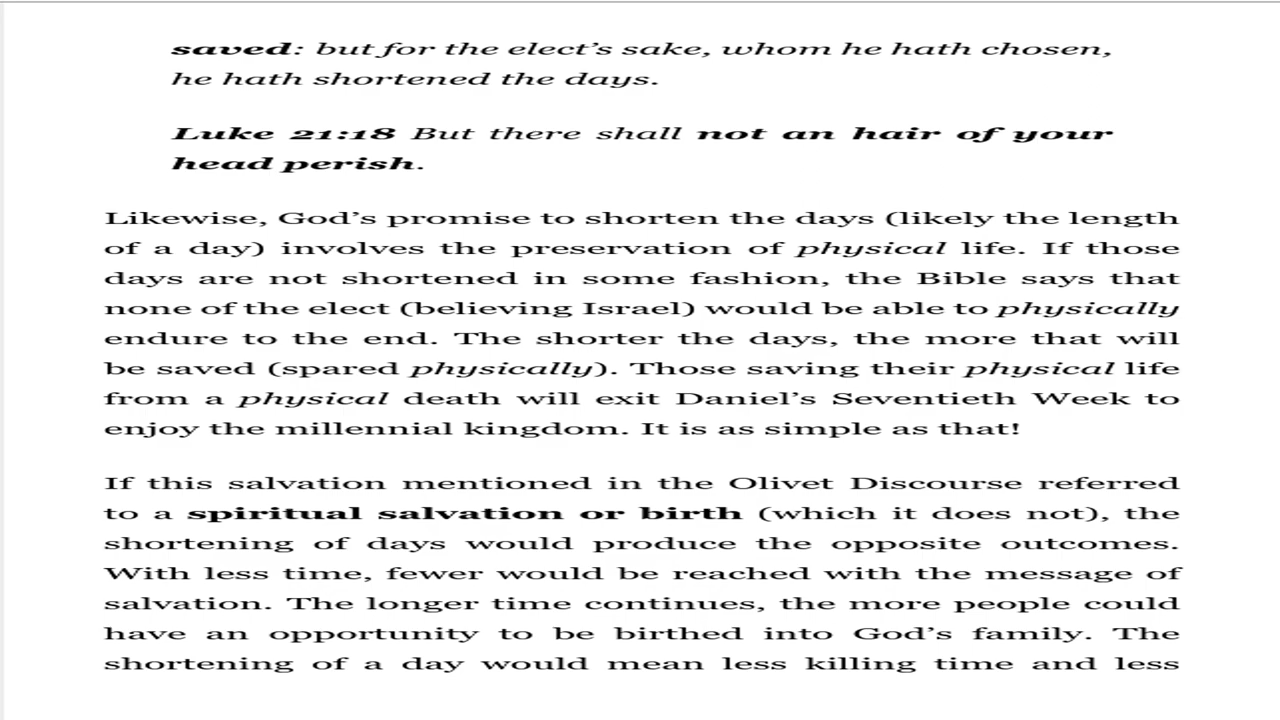 saved: but for the elect's sake, whom he hath chosen,
he hath shortened the days.
Luke 21:18 But there shall not an hair of your
head perish.
Likewise, God's promise to shorten the days (likely the length
of a day) involves the preservation of physical life. If those
days are not shortened in some fashion, the Bible says that
none of the elect (believing Israel) would be able to physically
endure to the end. The shorter the days, the more that will
be saved (spared physically). Those saving their physical life
from a physical death will exit Daniel's Seventieth Week to
enjoy the millennial kingdom. It is as simple as that!
If this salvation mentioned in the Olivet Discourse referred
to a spiritual salvation or birth (which it does not), the
shortening of days would produce the opposite outcomes.
With less time, fewer would be reached with the message of
salvation. The longer time continues, the more people could
have an opportunity to be birthed into God's family. The
shortening of a day would mean less killing time and less